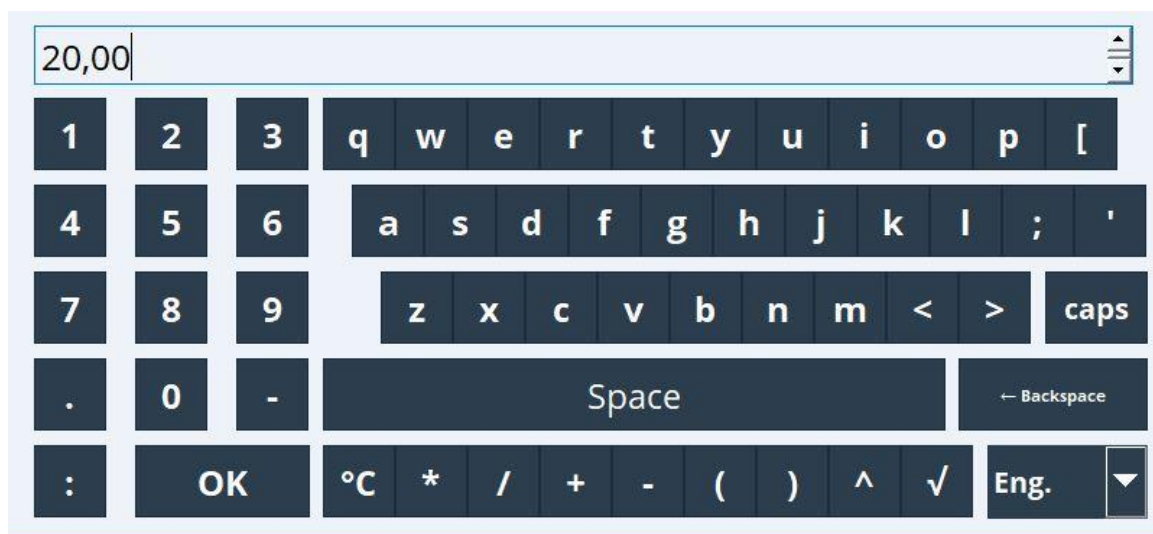 20,00
1 2 3 q w e r t y u i o p [
4 5 6 a s d f g h j k l ; '
7 8 9 z x c v b n m < > caps
. 0 - Space ← Backspace
: OK °C * / + - ( ) ^ √ Eng.